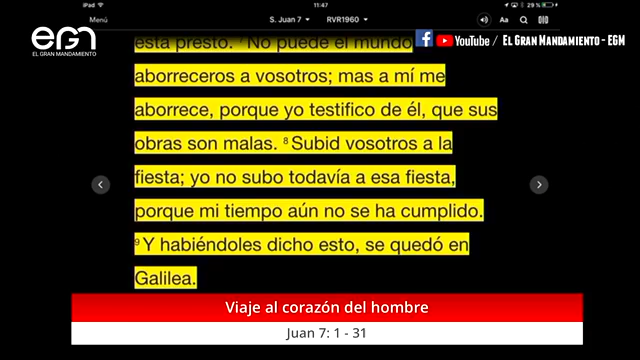 iPad
11:47
29 %
Menú
S. Juan 7
RVR1960
Aa
EGM
EL GRAN MANDAMIENTO
YouTube / El Gran Mandamiento - EGM
está presto. 7 No puede el mundo
aborreceros a vosotros; mas a mí me
aborrece, porque yo testifico de él, que sus
obras son malas. 8 Subid vosotros a la
fiesta; yo no subo todavía a esa fiesta,
porque mi tiempo aún no se ha cumplido.
9 Y habiéndoles dicho esto, se quedó en
Galilea.
Viaje al corazón del hombre
Juan 7: 1 - 31